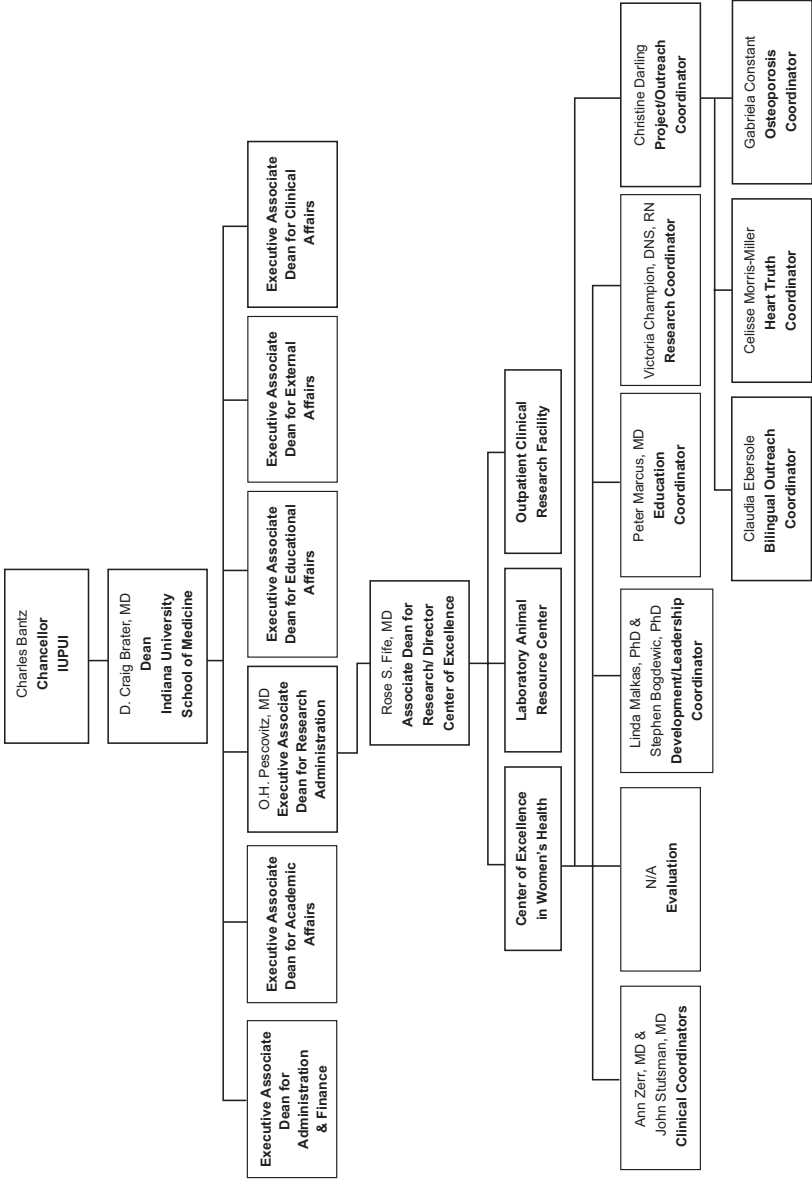 Charles Bantz
Chancellor
IUPUI
D. Craig Brater, MD
Dean
Indiana University
School of Medicine
Executive Associate
Dean for
Administration
& Finance
Executive Associate
Dean for Academic
Affairs
O.H. Pescovitz, MD
Executive Associate
Dean for Research
Administration
Executive Associate
Dean for Educational
Affairs
Executive Associate
Dean for External
Affairs
Executive Associate
Dean for Clinical
Affairs
Rose S. Fife, MD
Associate Dean for
Research/ Director
Center of Excellence
Center of Excellence
in Women's Health
Laboratory Animal
Resource Center
Outpatient Clinical
Research Facility
Ann Zerr, MD &
John Stutsman, MD
Clinical Coordinators
N/A
Evaluation
Linda Malkas, PhD &
Stephen Bogdewic, PhD
Development/Leadership
Coordinator
Peter Marcus, MD
Education
Coordinator
Victoria Champion, DNS, RN
Research Coordinator
Christine Darling
Project/Outreach
Coordinator
Claudia Ebersole
Bilingual Outreach
Coordinator
Celisse Morris-Miller
Heart Truth
Coordinator
Gabriela Constant
Osteoporosis
Coordinator